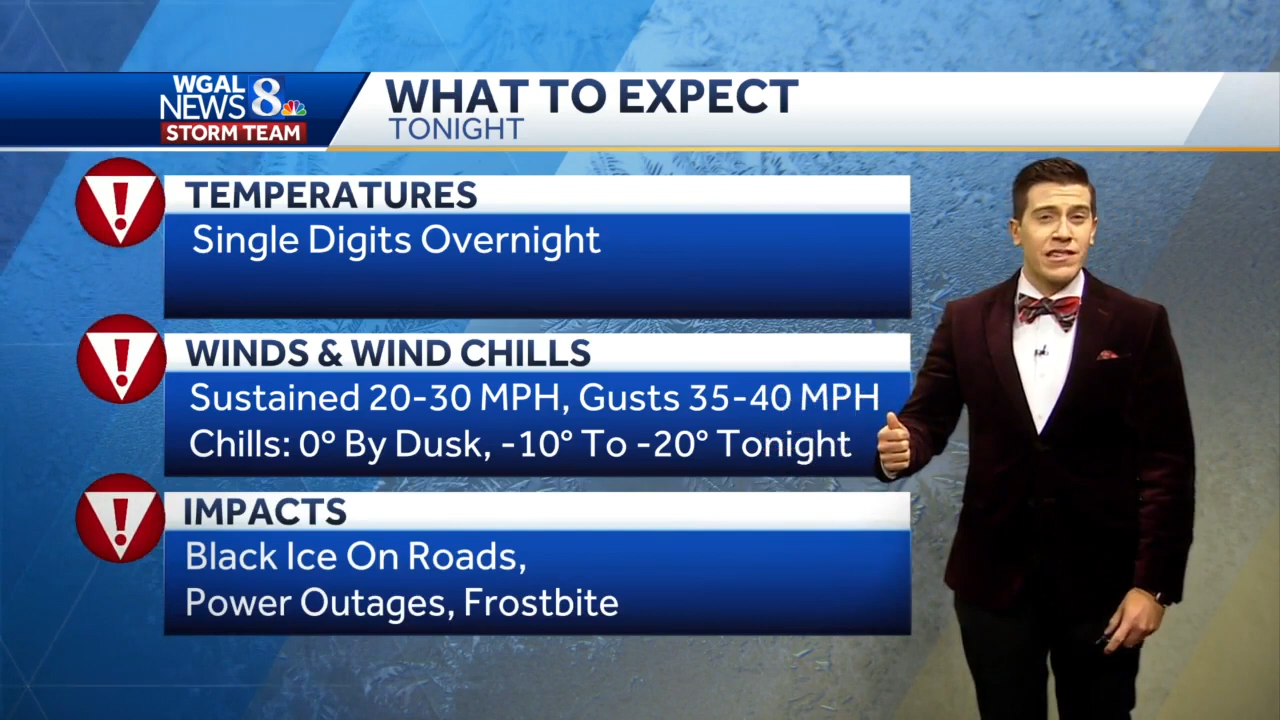 WGAL
NEWS 8
STORM TEAM
WHAT TO EXPECT
TONIGHT
TEMPERATURES
Single Digits Overnight
WINDS & WIND CHILLS
Sustained 20-30 MPH, Gusts 35-40 MPH
Chills: 0° By Dusk, -10° To -20° Tonight
IMPACTS
Black Ice On Roads,
Power Outages, Frostbite